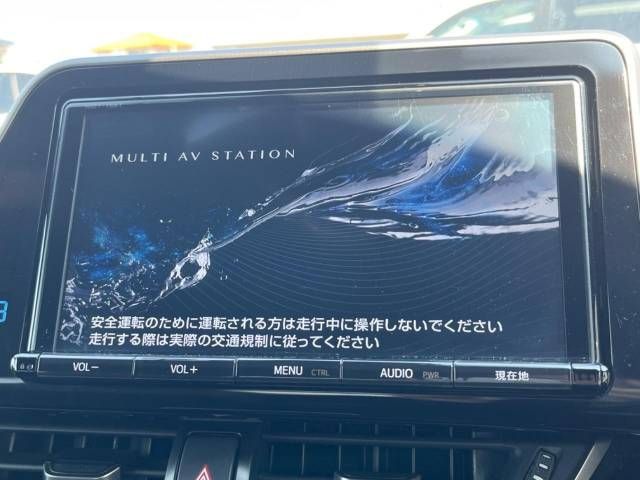 MULTI AV STATION
安全運転のために運転される方は走行中に操作しないでください
走行する際は実際の交通規制に従ってください
VOL− VOL+ MENU CTRL AUDIO PWR 現在地